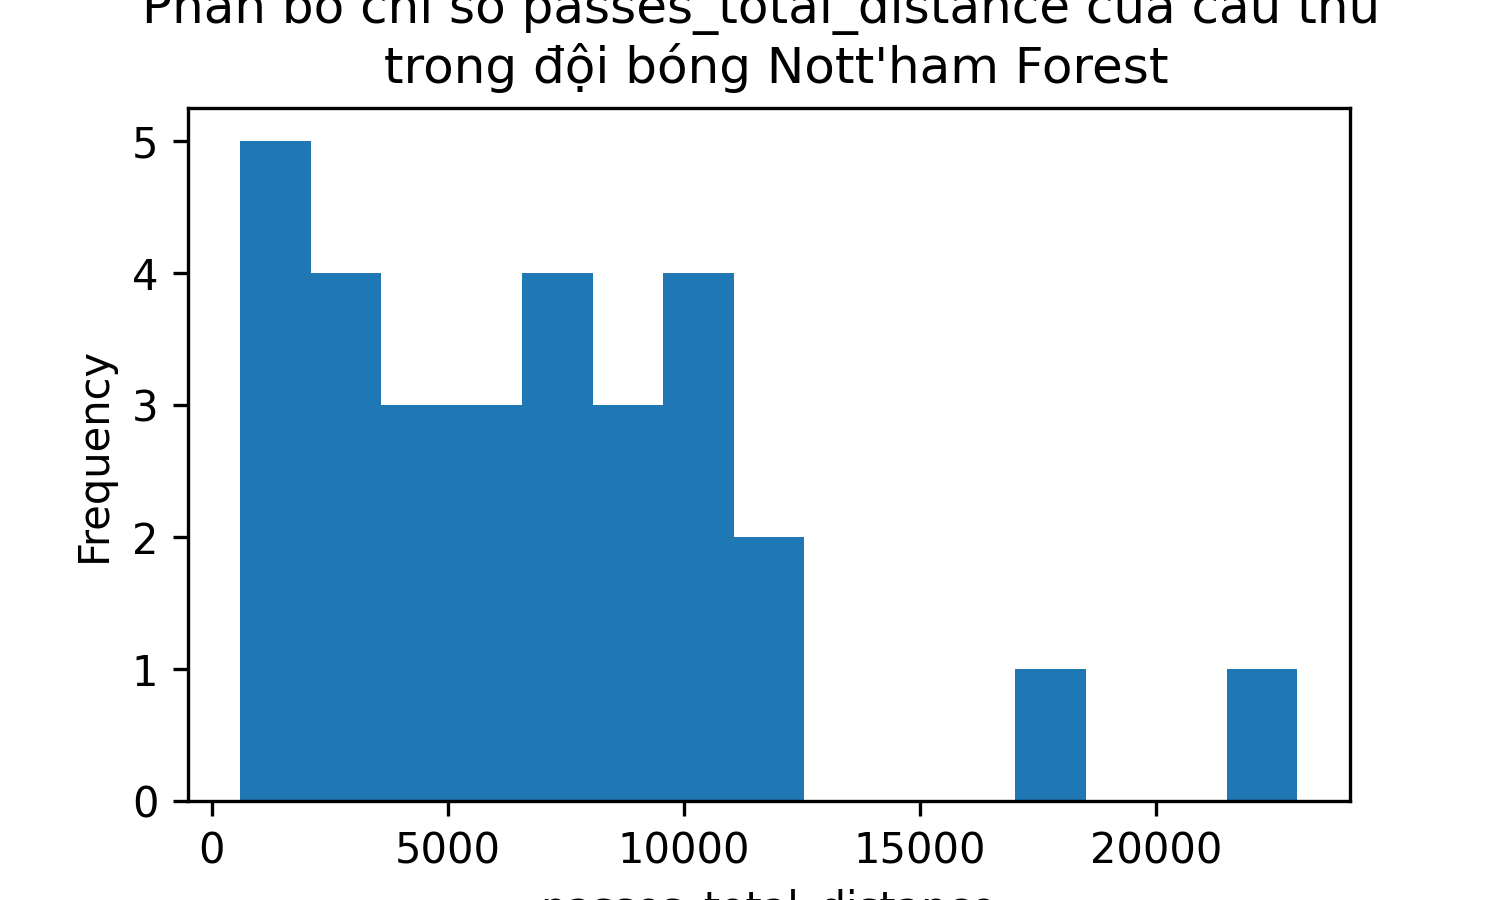 Phân bố chỉ số passes_total_distance của cầu thủ
trong đội bóng Nott'ham Forest
5
4
3
2
1
0
Frequency
0 5000 10000 15000 20000
passes_total_distance